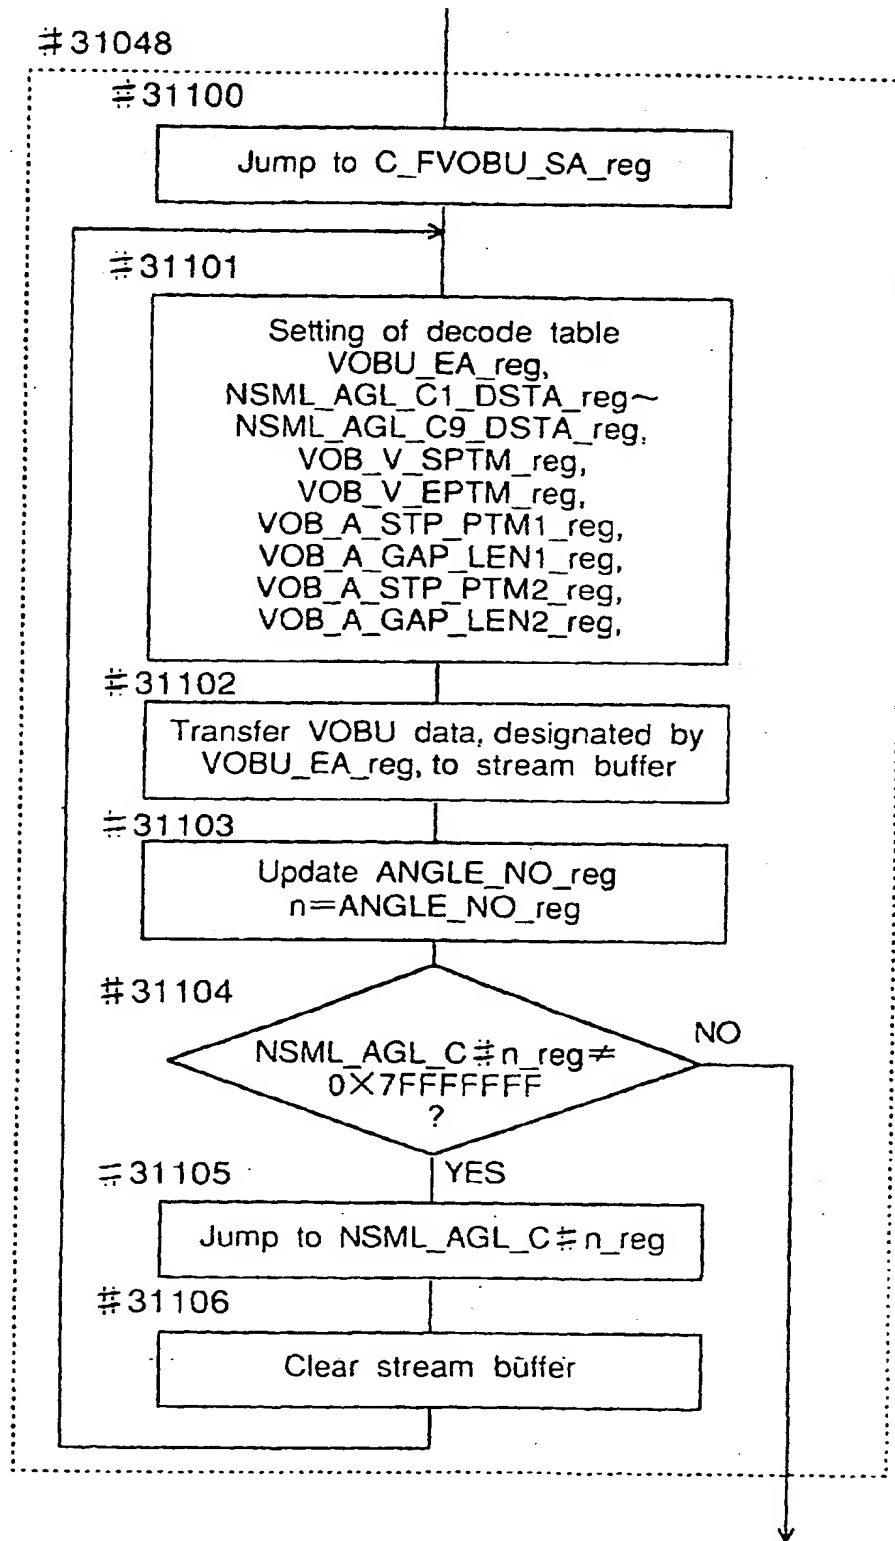 #31048
#31100
Jump to C_FVOBU_SA_reg
#31101
Setting of decode table
VOBU_EA_reg,
NSML_AGL_C1_DSTA_reg~
NSML_AGL_C9_DSTA_reg,
VOB_V_SPTM_reg,
VOB_V_EPTM_reg,
VOB_A_STP_PTM1_reg,
VOB_A_GAP_LEN1_reg,
VOB_A_STP_PTM2_reg,
VOB_A_GAP_LEN2_reg,
#31102
Transfer VOBU data, designated by
VOBU_EA_reg, to stream buffer
#31103
Update ANGLE_NO_reg
n=ANGLE_NO_reg
#31104
NO
NSML_AGL_C#n_reg≠
0X7FFFFFFF
?
#31105
YES
Jump to NSML_AGL_C#n_reg
#31106
Clear stream buffer